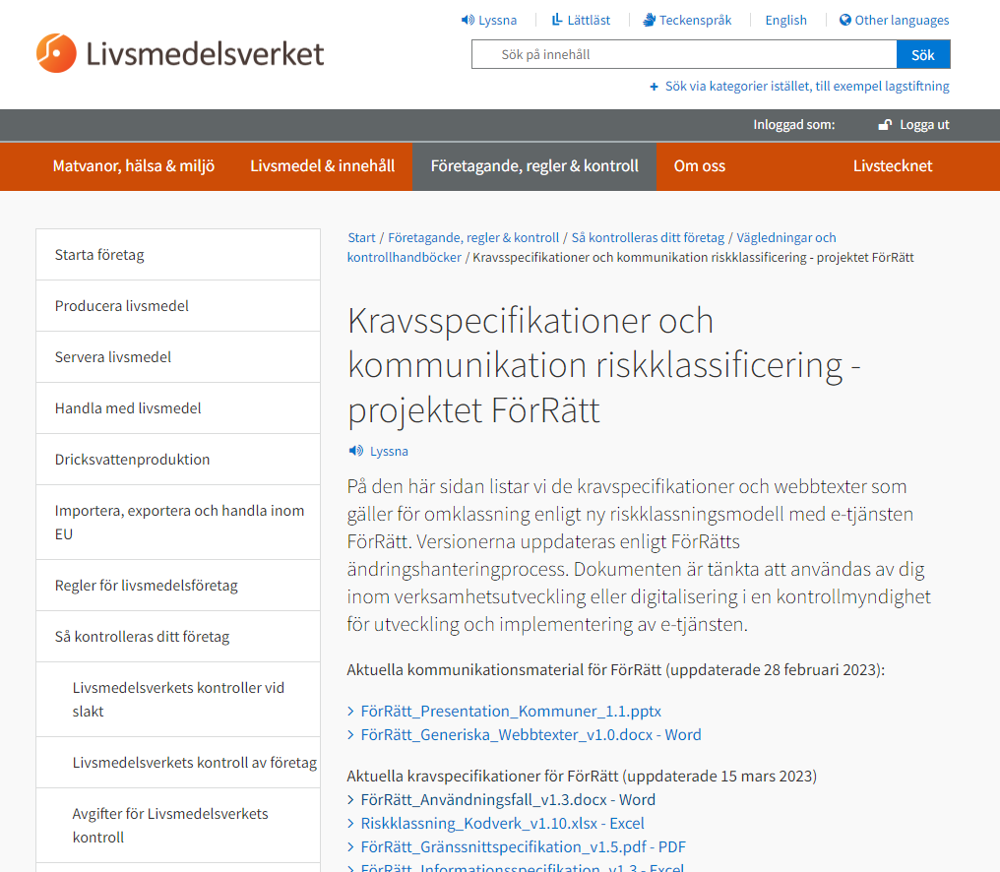 Lyssna
Lättläst
Teckenspråk
English
Other languages
Livsmedelsverket
Sök på innehåll
Sök
+ Sök via kategorier istället, till exempel lagstiftning
Inloggad som:
Logga ut
Matvanor, hälsa & miljö
Livsmedel & innehåll
Företagande, regler & kontroll
Om oss
Livstecknet
Starta företag
Producera livsmedel
Servera livsmedel
Handla med livsmedel
Dricksvattenproduktion
Importera, exportera och handla inom
EU
Regler för livsmedelsföretag
Så kontrolleras ditt företag
Livsmedelsverkets kontroller vid
slakt
Livsmedelsverkets kontroll av företag
Avgifter för Livsmedelsverkets
kontroll
Start / Företagande, regler & kontroll / Så kontrolleras ditt företag / Vägledningar och
kontrollhandböcker / Kravsspecifikationer och kommunikation riskklassificering - projektet FörRätt
Kravsspecifikationer och
kommunikation riskklassificering -
projektet FörRätt
Lyssna
På den här sidan listar vi de kravspecifikationer och webbtexter som
gäller för omklassning enligt ny riskklassningsmodell med e-tjänsten
FörRätt. Versionerna uppdateras enligt FörRätts
ändringshanteringprocess. Dokumenten är tänkta att användas av dig
inom verksamhetsutveckling eller digitalisering i en kontrollmyndighet
för utveckling och implementering av e-tjänsten.
Aktuella kommunikationsmaterial för FörRätt (uppdaterade 28 februari 2023):
> FörRätt_Presentation_Kommuner_1.1.pptx
> FörRätt_Generiska_Webbtexter_v1.0.docx - Word
Aktuella kravspecifikationer för FörRätt (uppdaterade 15 mars 2023)
> FörRätt_Användningsfall_v1.3.docx - Word
> Riskklassning_Kodverk_v1.10.xlsx - Excel
> FörRätt_Gränssnittspecifikation_v1.5.pdf - PDF
> FörRätt_Informationsspecifikation_v1.3 - Excel